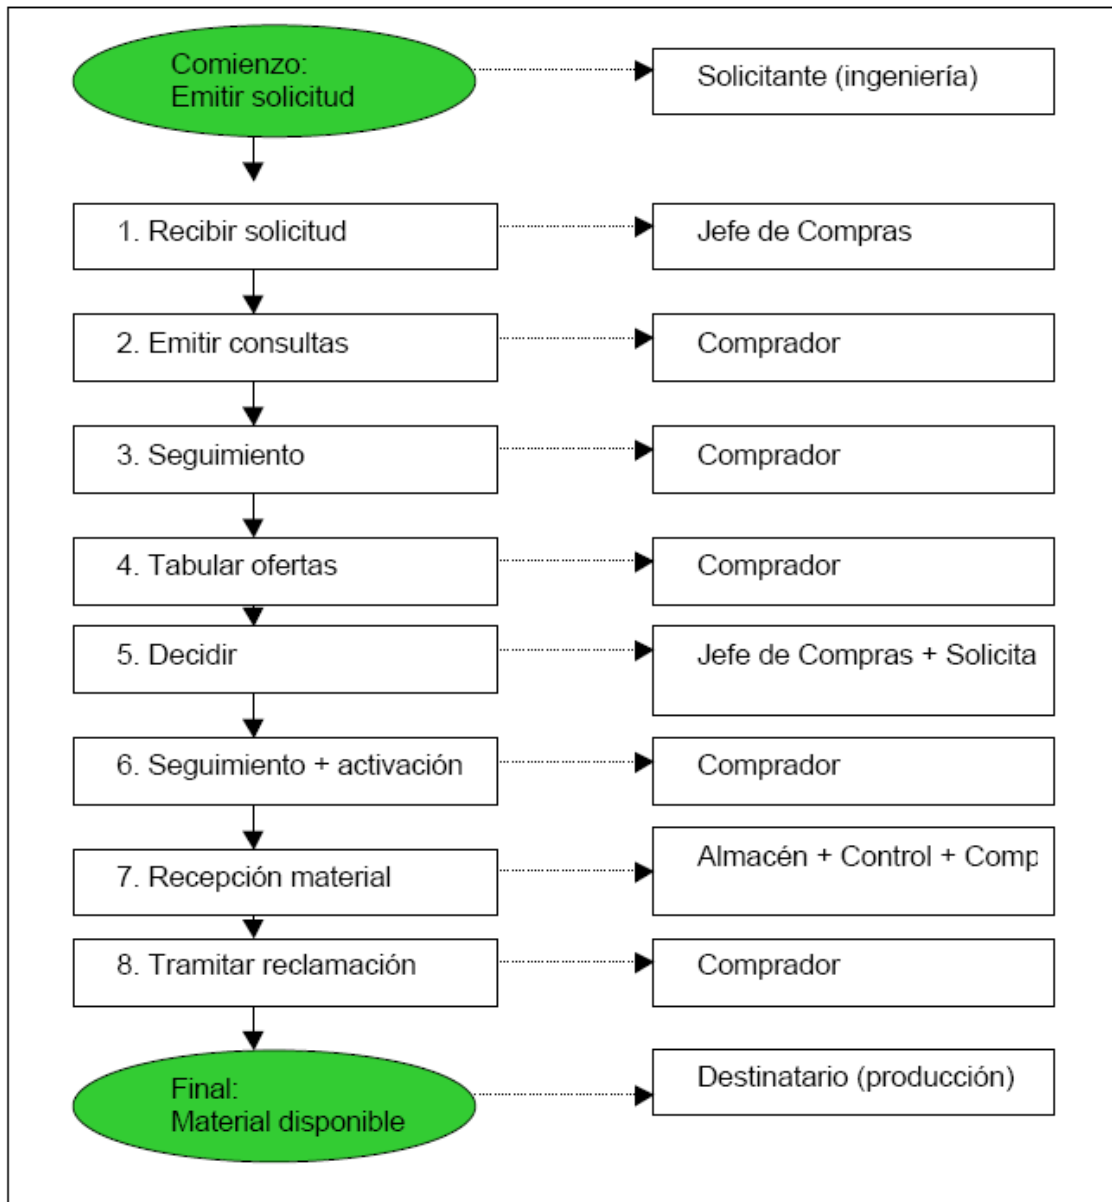 Comienzo:
Emitir solicitud
Solicitante (ingeniería)
1. Recibir solicitud
Jefe de Compras
2. Emitir consultas
Comprador
3. Seguimiento
Comprador
4. Tabular ofertas
Comprador
5. Decidir
Jefe de Compras + Solicita
6. Seguimiento + activación
Comprador
7. Recepción material
Almacén + Control + Comp
8. Tramitar reclamación
Comprador
Final:
Material disponible
Destinatario (producción)